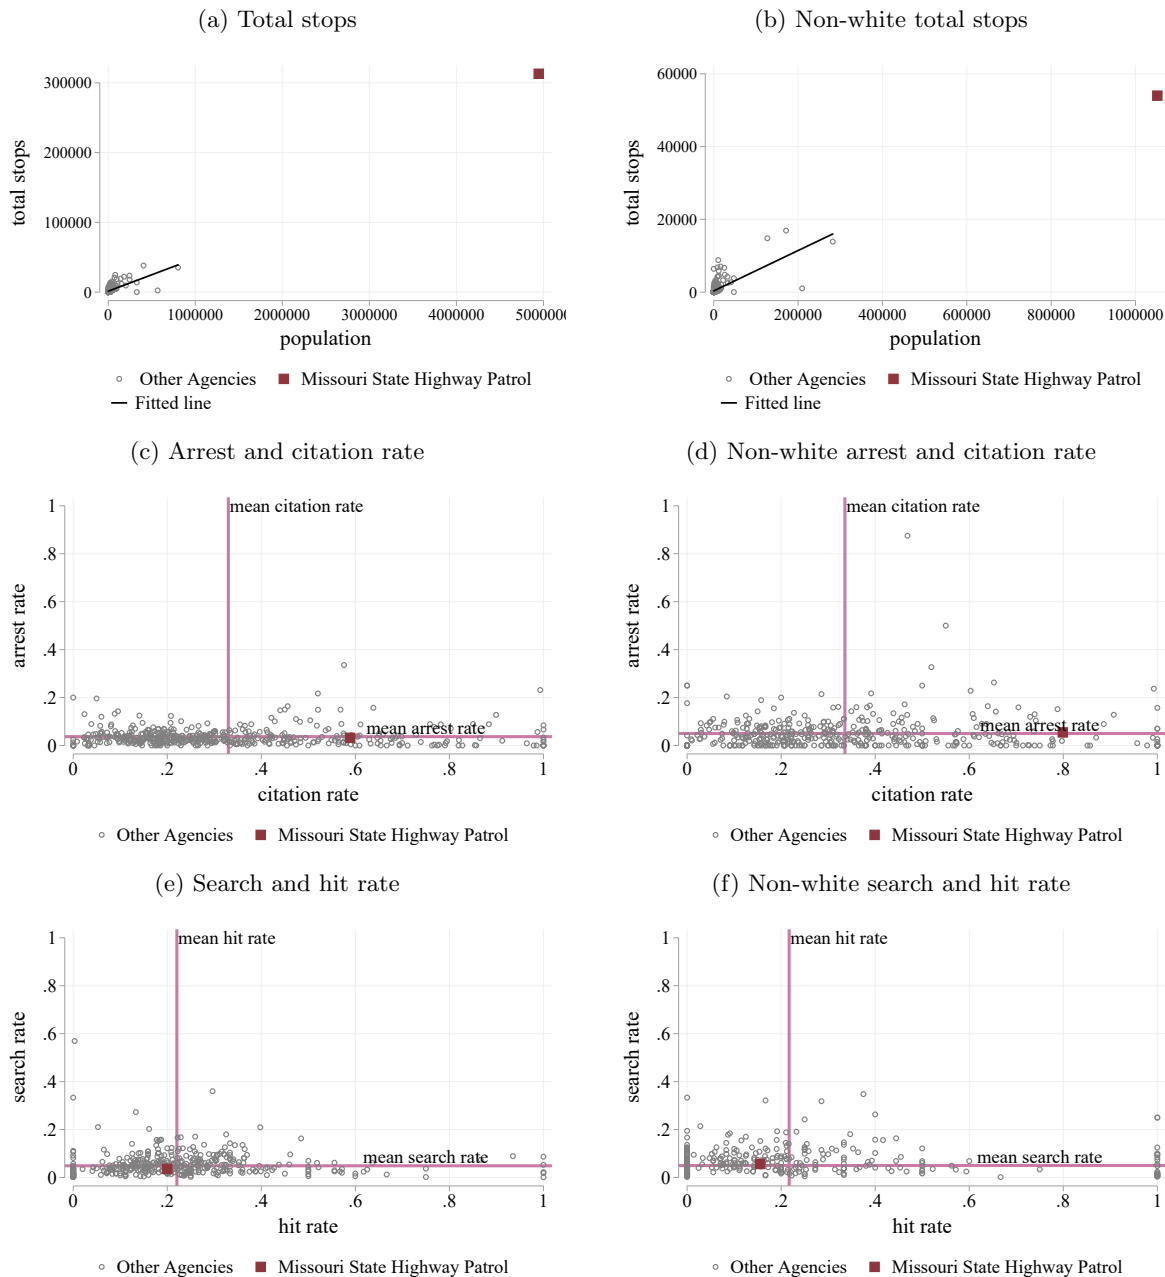 (a) Total stops
total stops
300000
200000
100000
0
0 1000000 2000000 3000000 4000000 5000000
population
Other Agencies Missouri State Highway Patrol
Fitted line
(b) Non-white total stops
total stops
60000
40000
20000
0
0 200000 400000 600000 800000 1000000
population
Other Agencies Missouri State Highway Patrol
Fitted line
(c) Arrest and citation rate
arrest rate
1
.8
.6
.4
.2
0
mean citation rate
mean arrest rate
0 .2 .4 .6 .8 1
citation rate
Other Agencies Missouri State Highway Patrol
(d) Non-white arrest and citation rate
arrest rate
1
.8
.6
.4
.2
0
mean citation rate
mean arrest rate
0 .2 .4 .6 .8 1
citation rate
Other Agencies Missouri State Highway Patrol
(e) Search and hit rate
search rate
1
.8
.6
.4
.2
0
mean hit rate
mean search rate
0 .2 .4 .6 .8 1
hit rate
Other Agencies Missouri State Highway Patrol
(f) Non-white search and hit rate
search rate
1
.8
.6
.4
.2
0
mean hit rate
mean search rate
0 .2 .4 .6 .8 1
hit rate
Other Agencies Missouri State Highway Patrol